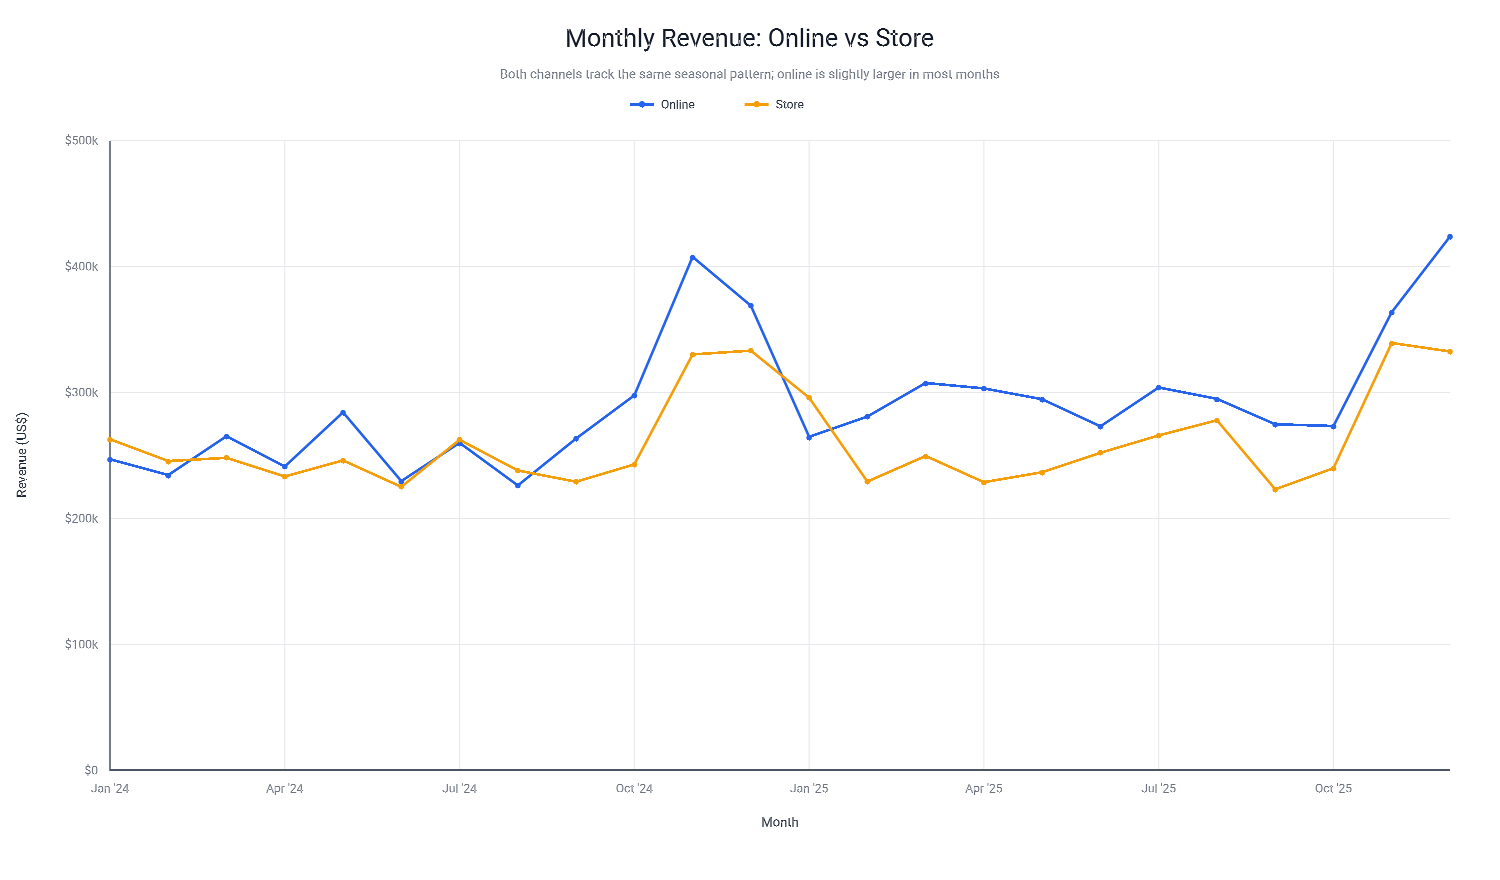 Monthly Revenue: Online vs Store
Both channels track the same seasonal pattern; online is slightly larger in most months
Online
Store
$500k
$400k
$300k
$200k
$100k
$0
Revenue (US$)
Jan '24
Apr '24
Jul '24
Oct '24
Jan '25
Apr '25
Jul '25
Oct '25
Month